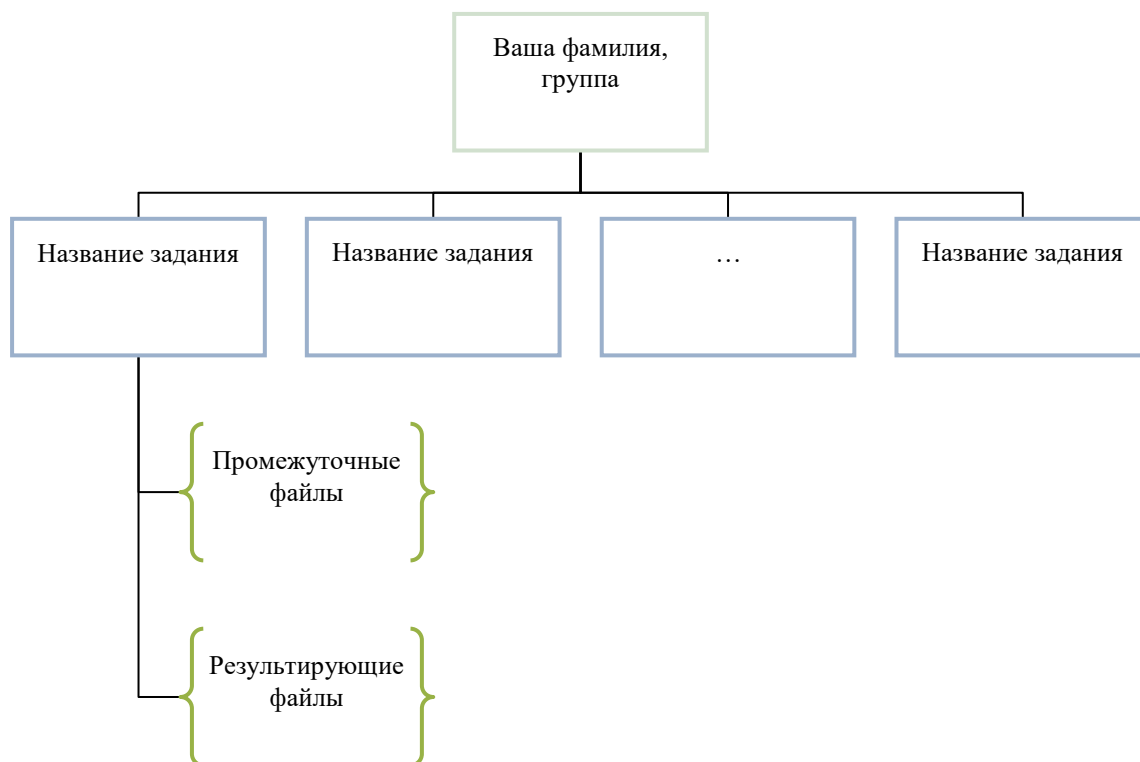 Ваша фамилия,
группа
Название задания
Название задания
…
Название задания
Промежуточные
файлы
Результирующие
файлы